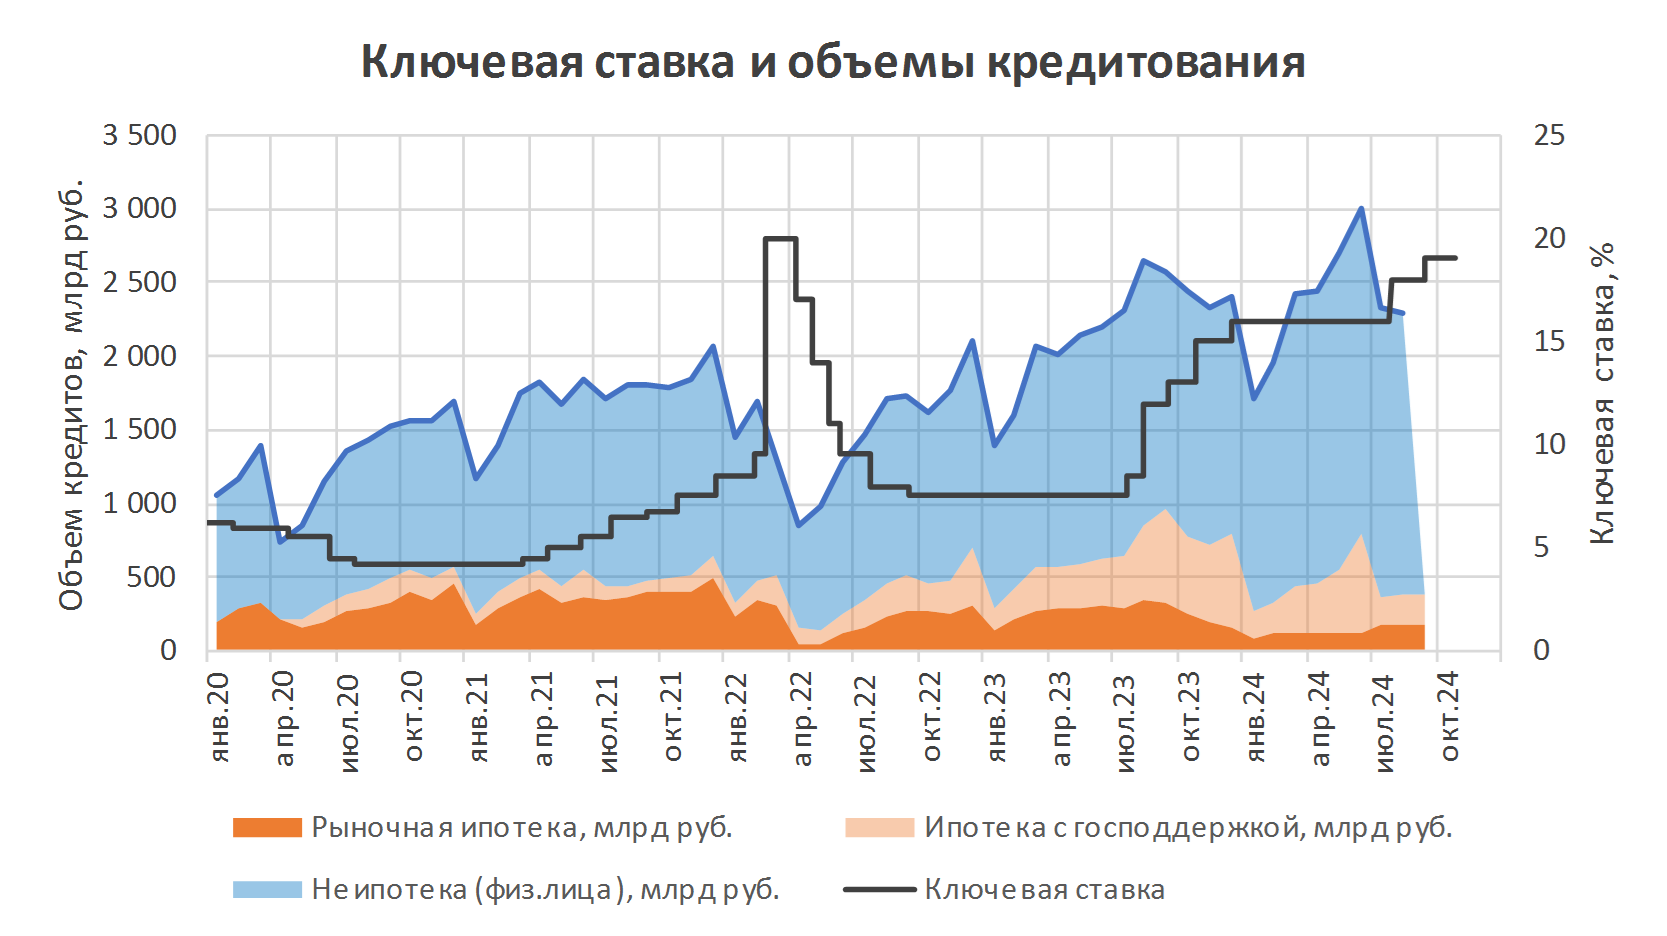 Ключевая ставка и объемы кредитования
Объем кредитов, млрд руб.
3 500
3 000
2 500
2 000
1 500
1 000
500
0
25
20
15
10
5
0
Ключевая ставка, %
янв.20
апр.20
июл.20
окт.20
янв.21
апр.21
июл.21
окт.21
янв.22
апр.22
июл.22
окт.22
янв.23
апр.23
июл.23
окт.23
янв.24
апр.24
июл.24
окт.24
Рыночная ипотека, млрд руб.
Ипотека с господдержкой, млрд руб.
Не ипотека (физ.лица), млрд руб.
Ключевая ставка